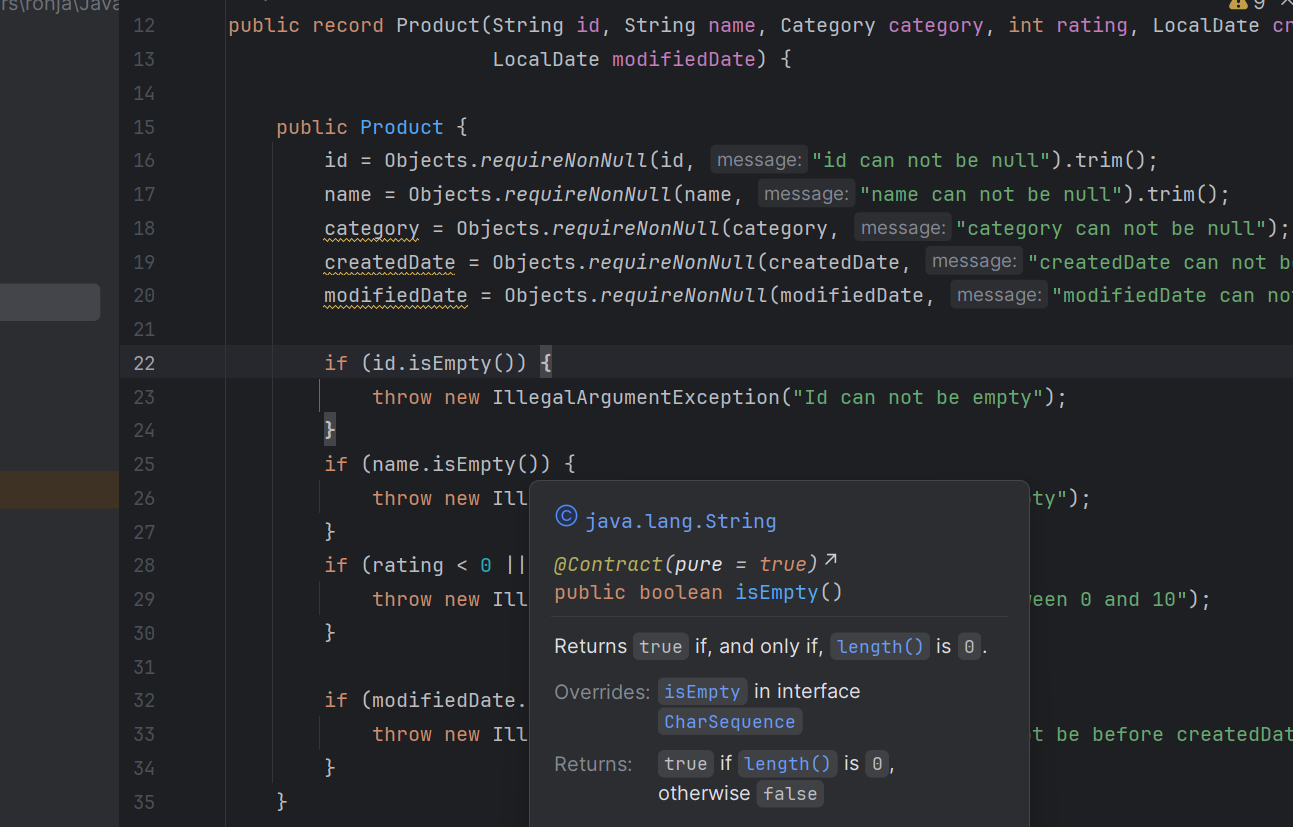 rs\ronja\Java
9
12 public record Product(String id, String name, Category category, int rating, LocalDate cr
13 LocalDate modifiedDate) {
14
15 public Product {
16 id = Objects.requireNonNull(id, message: "id can not be null").trim();
17 name = Objects.requireNonNull(name, message: "name can not be null").trim();
18 category = Objects.requireNonNull(category, message: "category can not be null");
19 createdDate = Objects.requireNonNull(createdDate, message: "createdDate can not b
20 modifiedDate = Objects.requireNonNull(modifiedDate, message: "modifiedDate can no
21
22 if (id.isEmpty()) {
23 throw new IllegalArgumentException("Id can not be empty");
24 }
25 if (name.isEmpty()) {
26 throw new Ill ty");
27 }
28 if (rating < 0 ||
29 throw new Ill een 0 and 10");
30 }
31
32 if (modifiedDate.
33 throw new Ill t be before createdDat
34 }
35 }
© java.lang.String
@Contract(pure = true)↗
public boolean isEmpty()
Returns true if, and only if, length() is 0.
Overrides: isEmpty in interface
CharSequence
Returns: true if length() is 0,
otherwise false